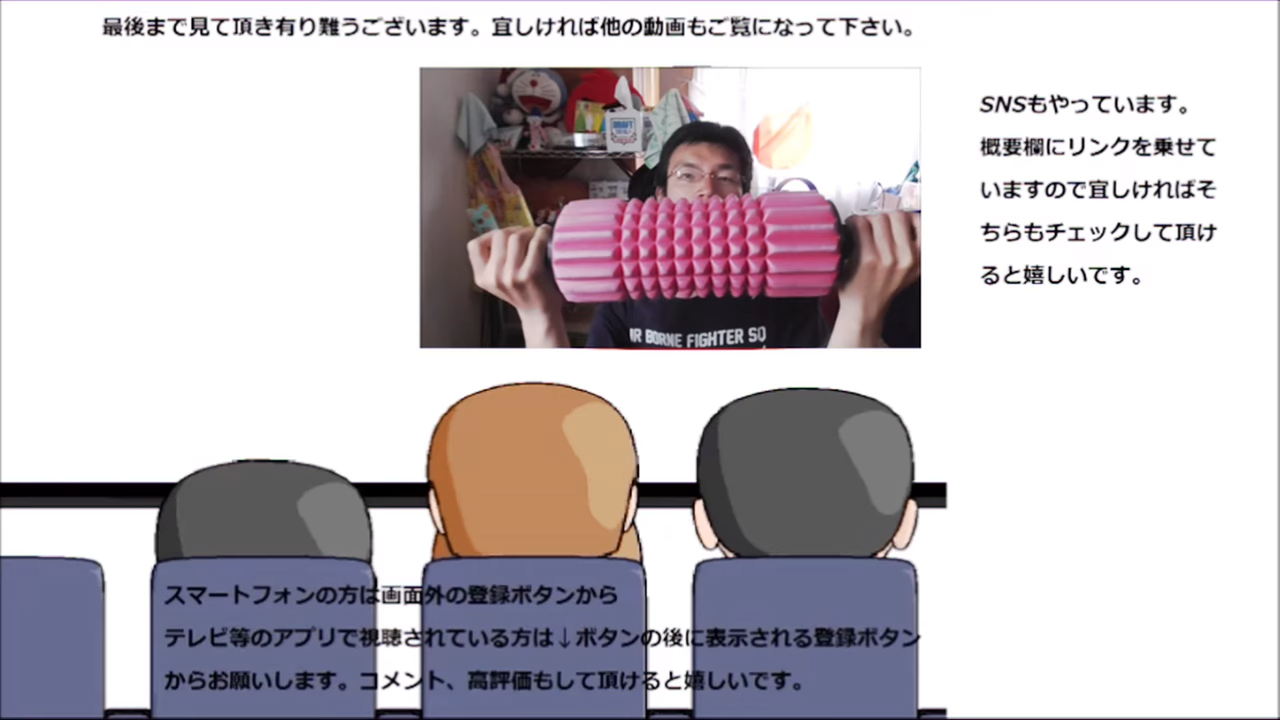 最後まで見て頂き有り難うございます。宜しければ他の動画もご覧になって下さい。
SNSもやっています。
概要欄にリンクを乗せて
いますので宜しければそ
ちらもチェックして頂け
ると嬉しいです。
IR BORNE FIGHTER SO
スマートフォンの方は画面外の登録ボタンから
テレビ等のアプリで視聴されている方は↓ボタンの後に表示される登録ボタン
からお願いします。コメント、高評価もして頂けると嬉しいです。